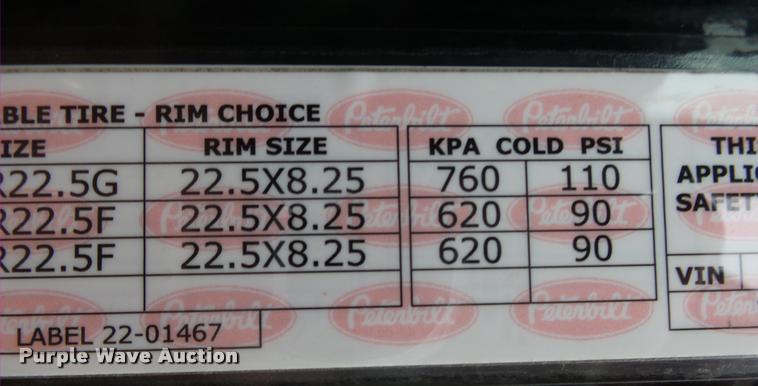 BLE TIRE - RIM CHOICE
IZE RIM SIZE KPA COLD PSI THI
R22.5G 22.5X8.25 760 110 APPLIC
R22.5F 22.5X8.25 620 90 SAFET
R22.5F 22.5X8.25 620 90
VIN
LABEL 22-01467
Peterbilt
Purple Wave Auction